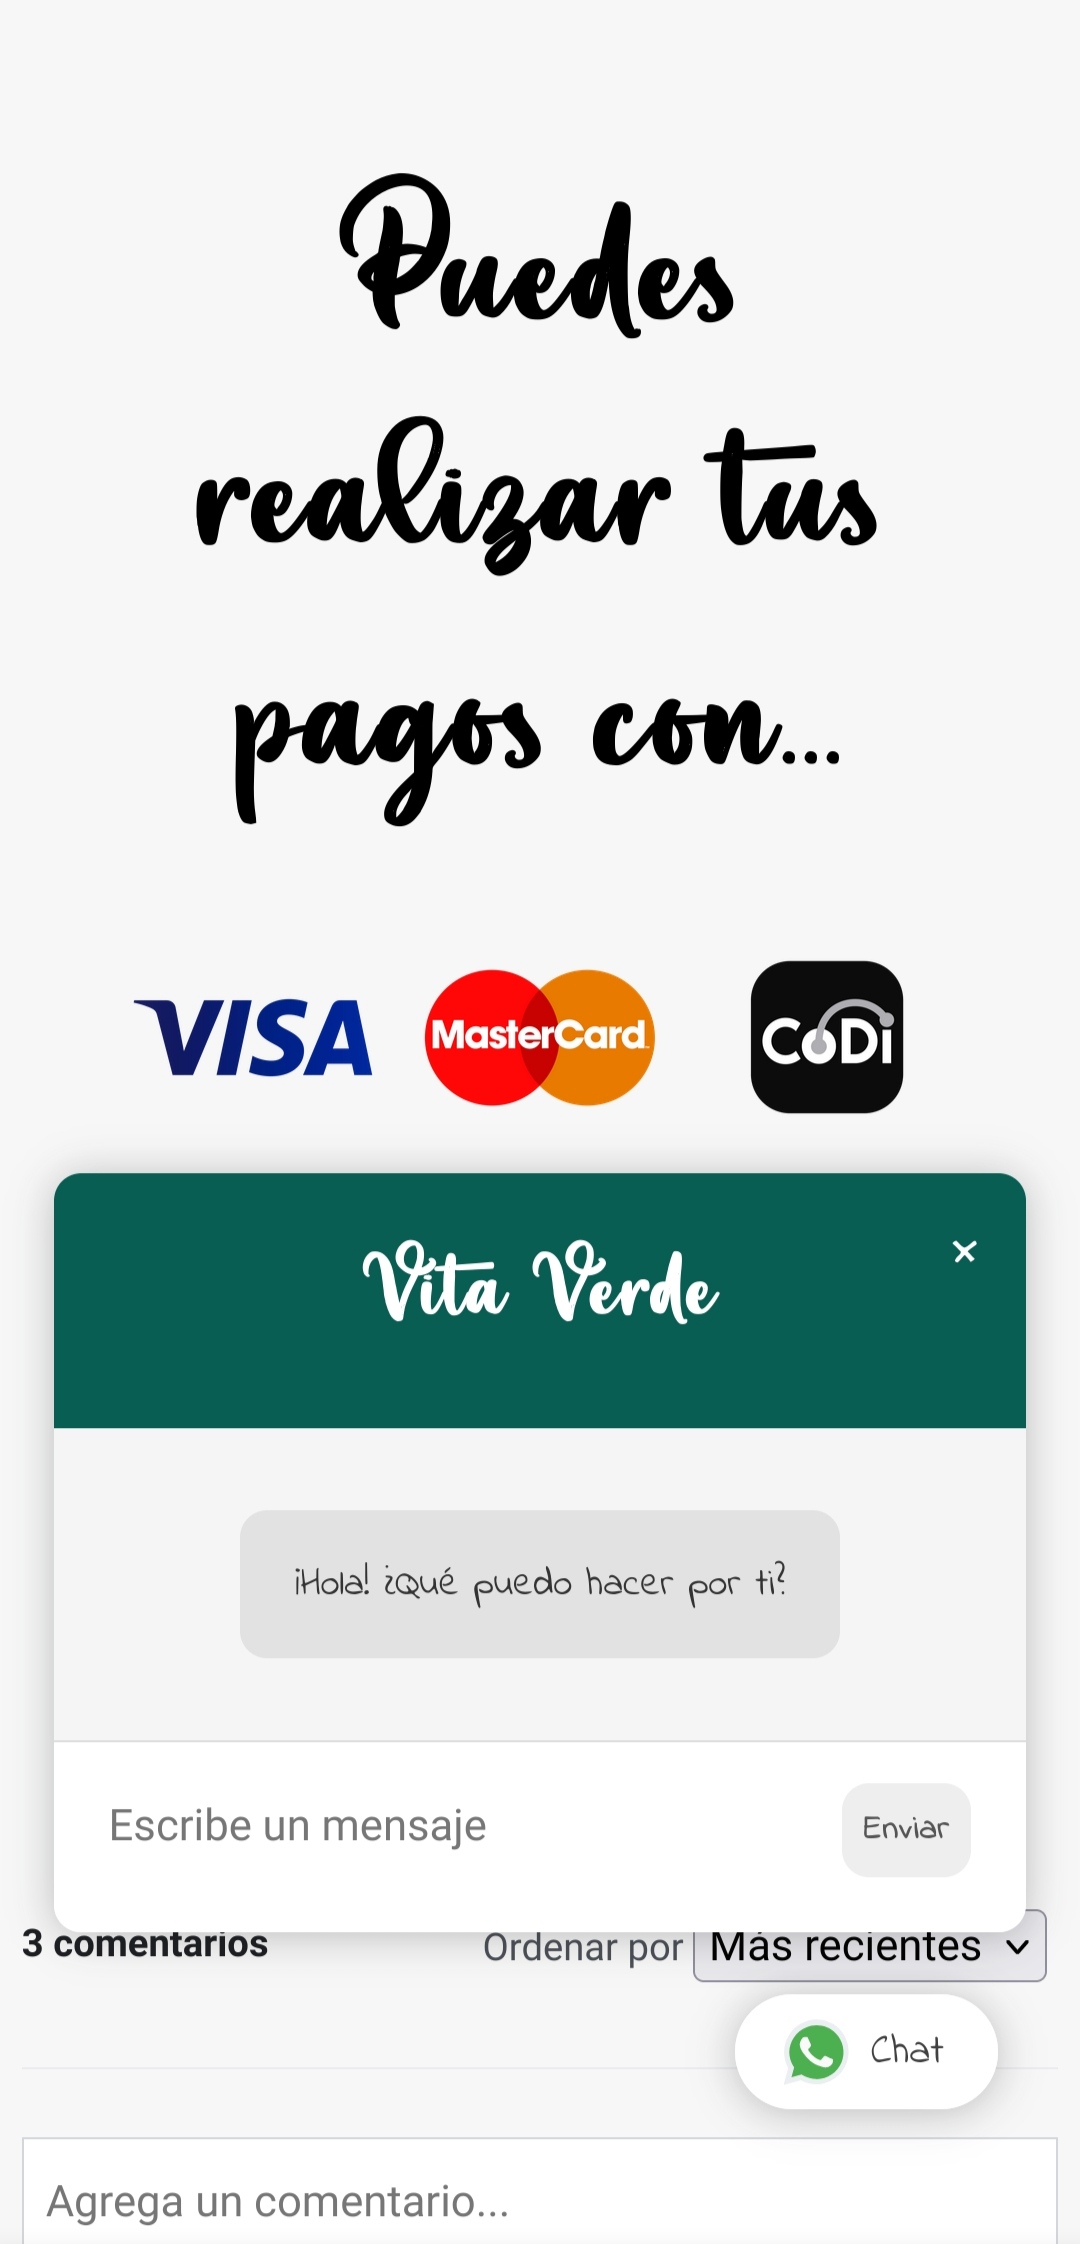 Puedes
realizar tus
pagos con...
VISA MasterCard CoDi
Vita Verde
×
¡Hola! ¿Qué puedo hacer por ti?
Escribe un mensaje Enviar
3 comentarios Ordenar por Más recientes
Chat
Agrega un comentario...